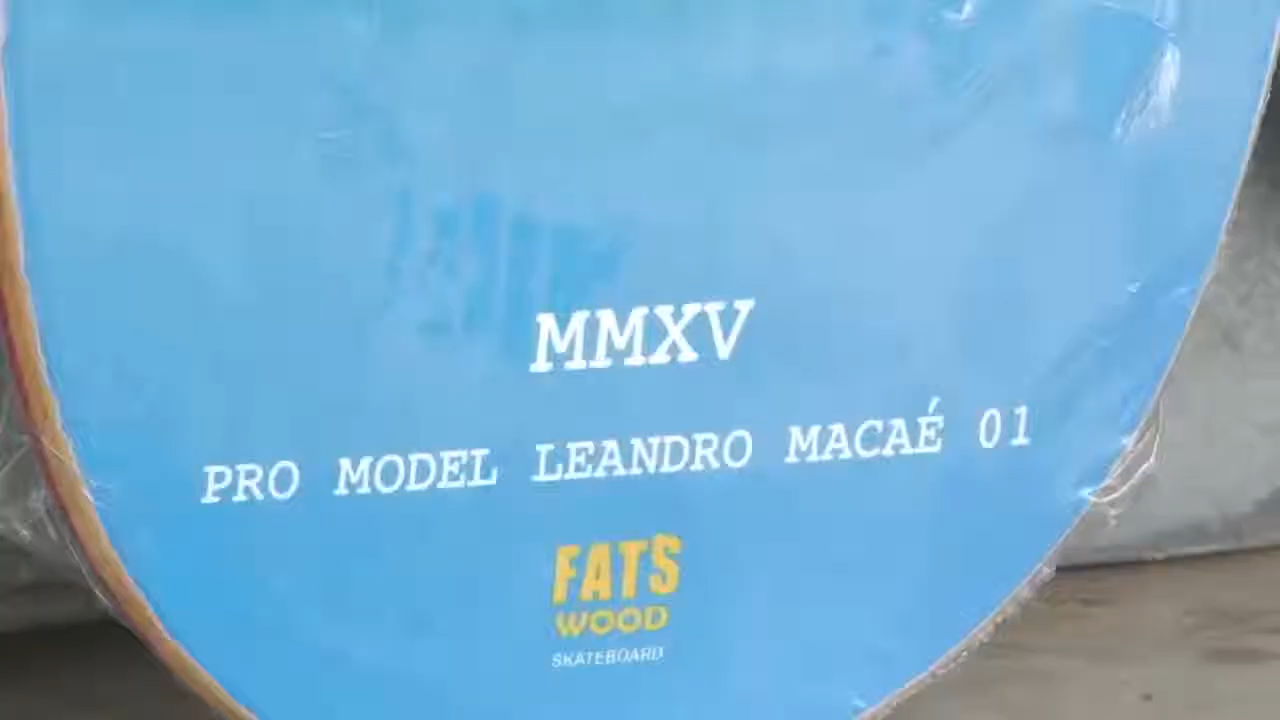 MMXV
PRO MODEL LEANDRO MACAÉ 01
FATS
WOOD
SKATEBOARD